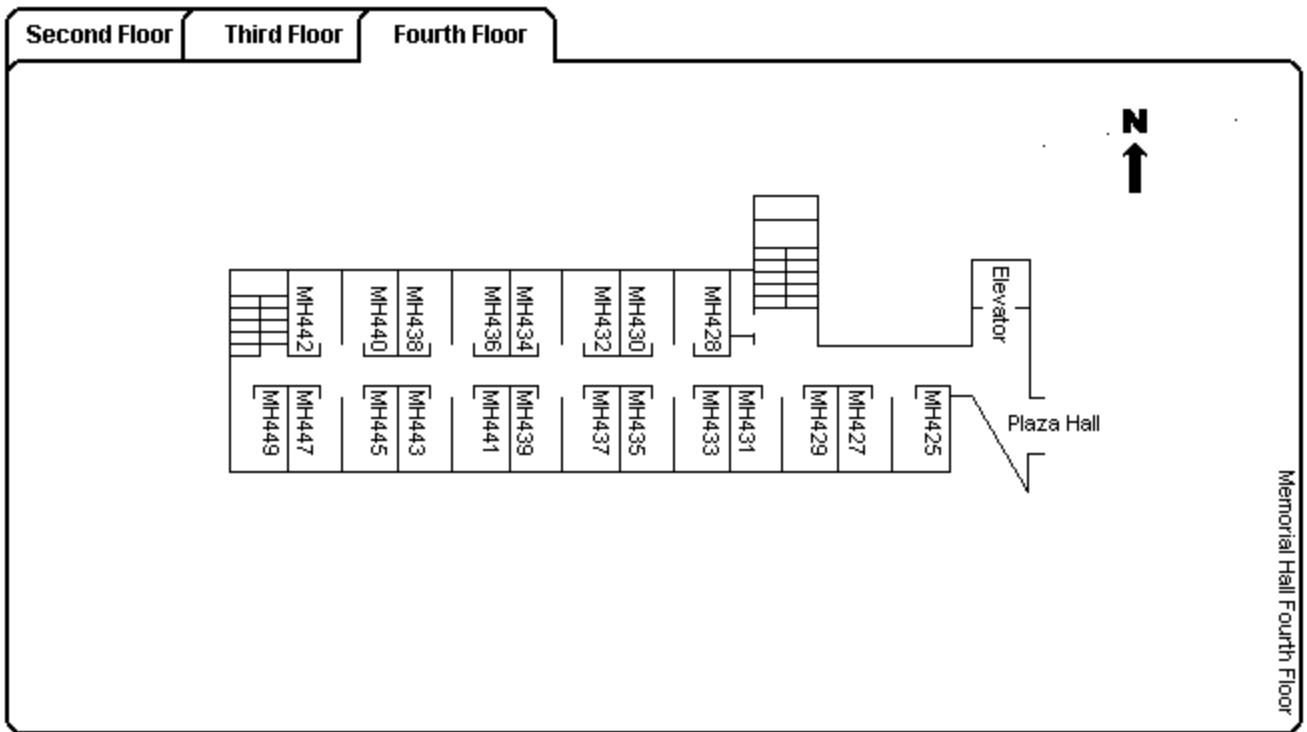 Second Floor
Third Floor
Fourth Floor
N
Elevator
MH442
MH440
MH438
MH436
MH434
MH432
MH430
MH428
MH449
MH447
MH445
MH443
MH441
MH439
MH437
MH435
MH433
MH431
MH429
MH427
MH425
Plaza Hall
Memorial Hall Fourth Floor